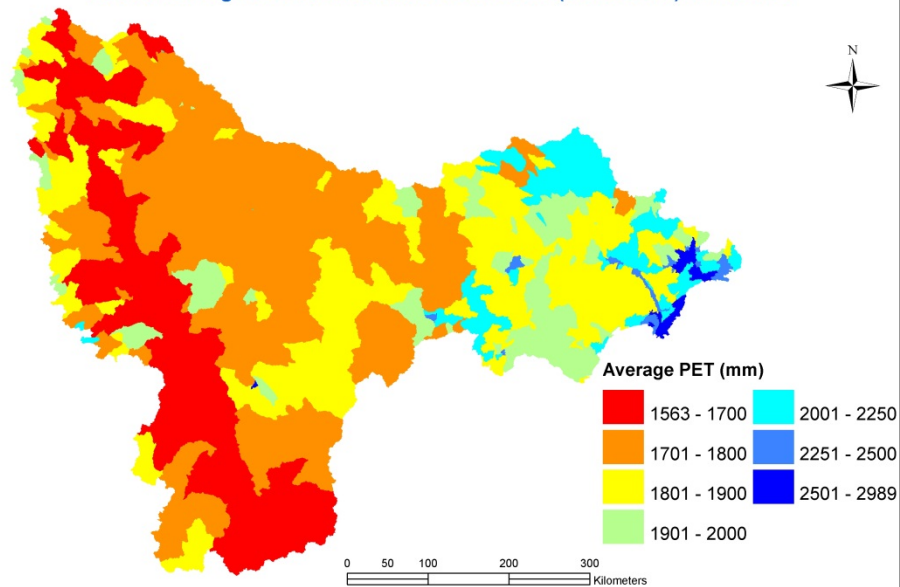 N
Average PET (mm)
1563 - 1700
2001 - 2250
1701 - 1800
2251 - 2500
1801 - 1900
2501 - 2989
1901 - 2000
0 50 100 200 300
Kilometers